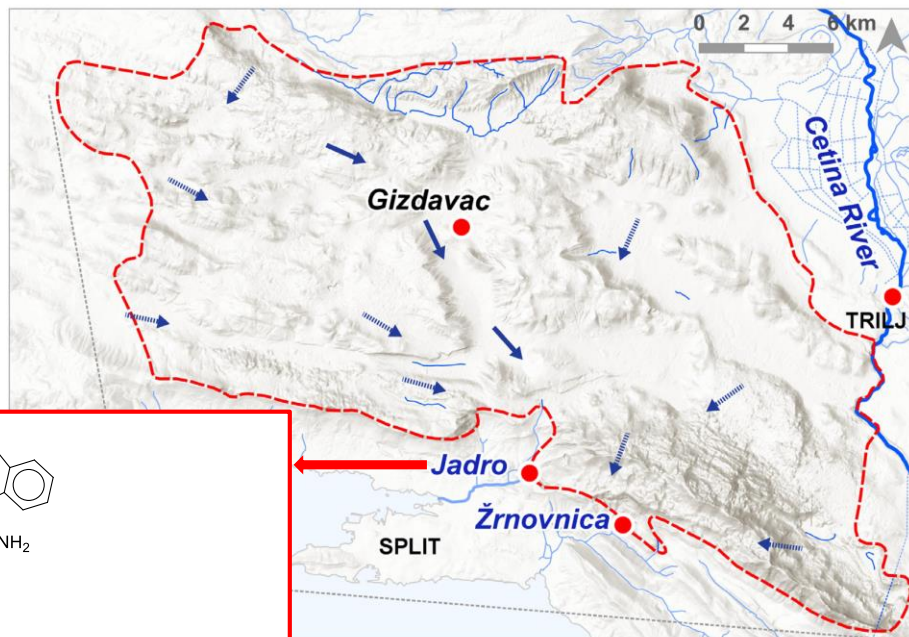 0 2 4 6 km
Cetina River
Gizdavac
TRILJ
Jadro
Žrnovnica
SPLIT
NH₂